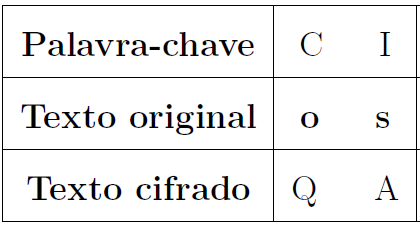 Palavra-chave C I
Texto original o s
Texto cifrado Q A